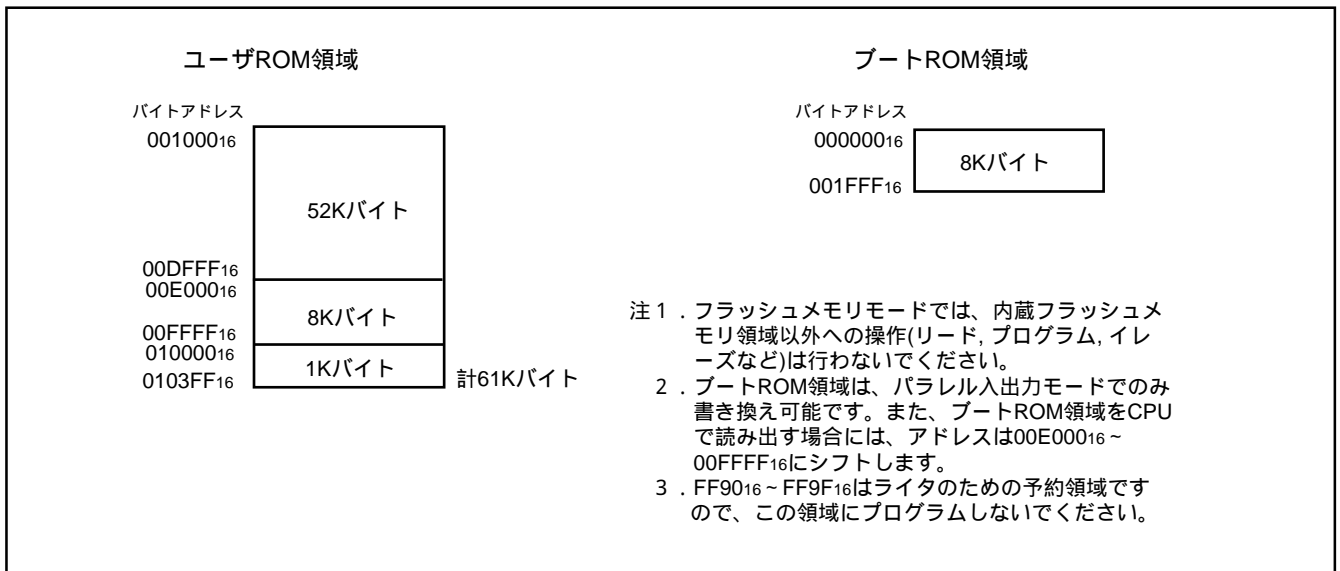 ユーザROM領域
バイトアドレス
00100016
52Kバイト
00DFFF16
00E00016
8Kバイト
00FFFF16
01000016
1Kバイト
0103FF16
計61Kバイト
ブートROM領域
バイトアドレス
00000016
8Kバイト
001FFF16
注1．フラッシュメモリモードでは、内蔵フラッシュメ
モリ領域以外への操作(リード, プログラム, イレ
ーズなど)は行わないでください。
2．ブートROM領域は、パラレル入出力モードでのみ
書き換え可能です。また、ブートROM領域をCPU
で読み出す場合には、アドレスは00E00016～
00FFFF16にシフトします。
3．FF9016～FF9F16はライタのための予約領域です
ので、この領域にプログラムしないでください。